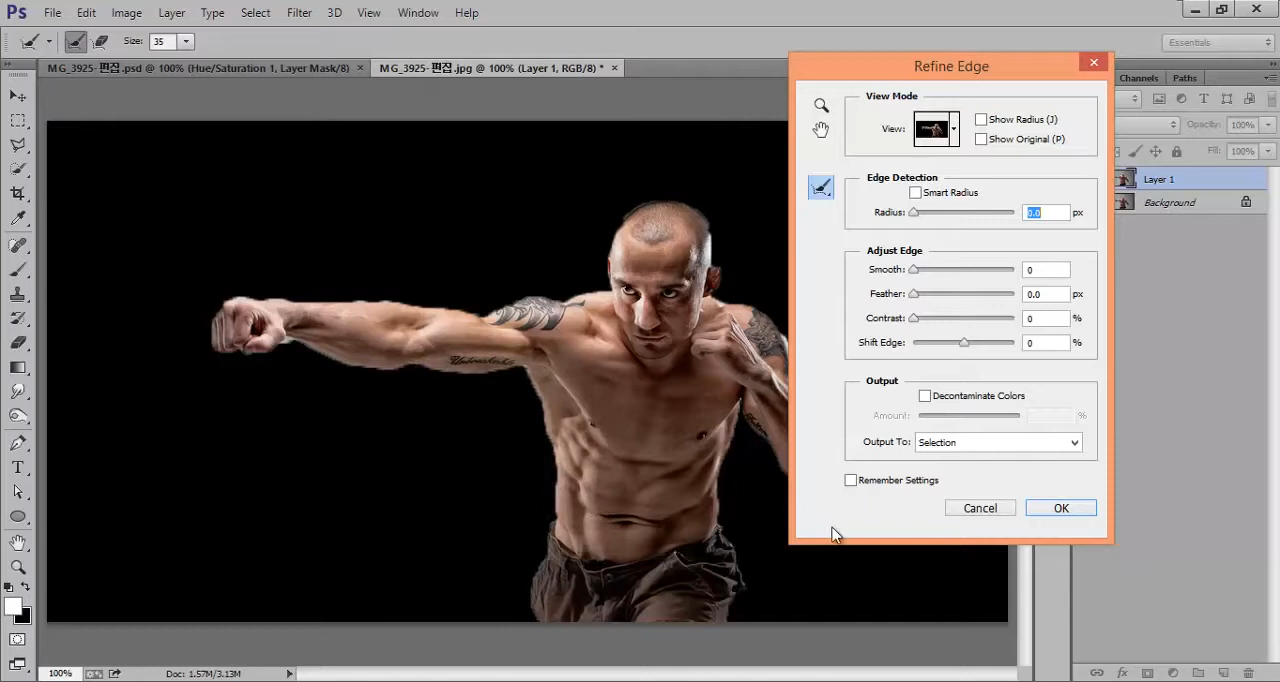 Ps File Edit Image Layer Type Select Filter 3D View Window Help
Size: 35 Essentials
MG_3925-편집.psd @ 100% (Hue/Saturation 1, Layer Mask/8) × MG_3925-편집.jpg @ 100% (Layer 1, RGB/8) * ×
Refine Edge
Channels Paths
View Mode
View: Show Radius (J)
Show Original (P)
Opacity: 100%
Fill: 100%
Edge Detection
Layer 1
Smart Radius
Background
Radius: 0.0 px
Adjust Edge
Smooth: 0
Feather: 0.0 px
Contrast: 0 %
Shift Edge: 0 %
Output
Decontaminate Colors
Amount: %
Output To: Selection
Remember Settings
Cancel OK
100% Doc: 1.57M/3.13M